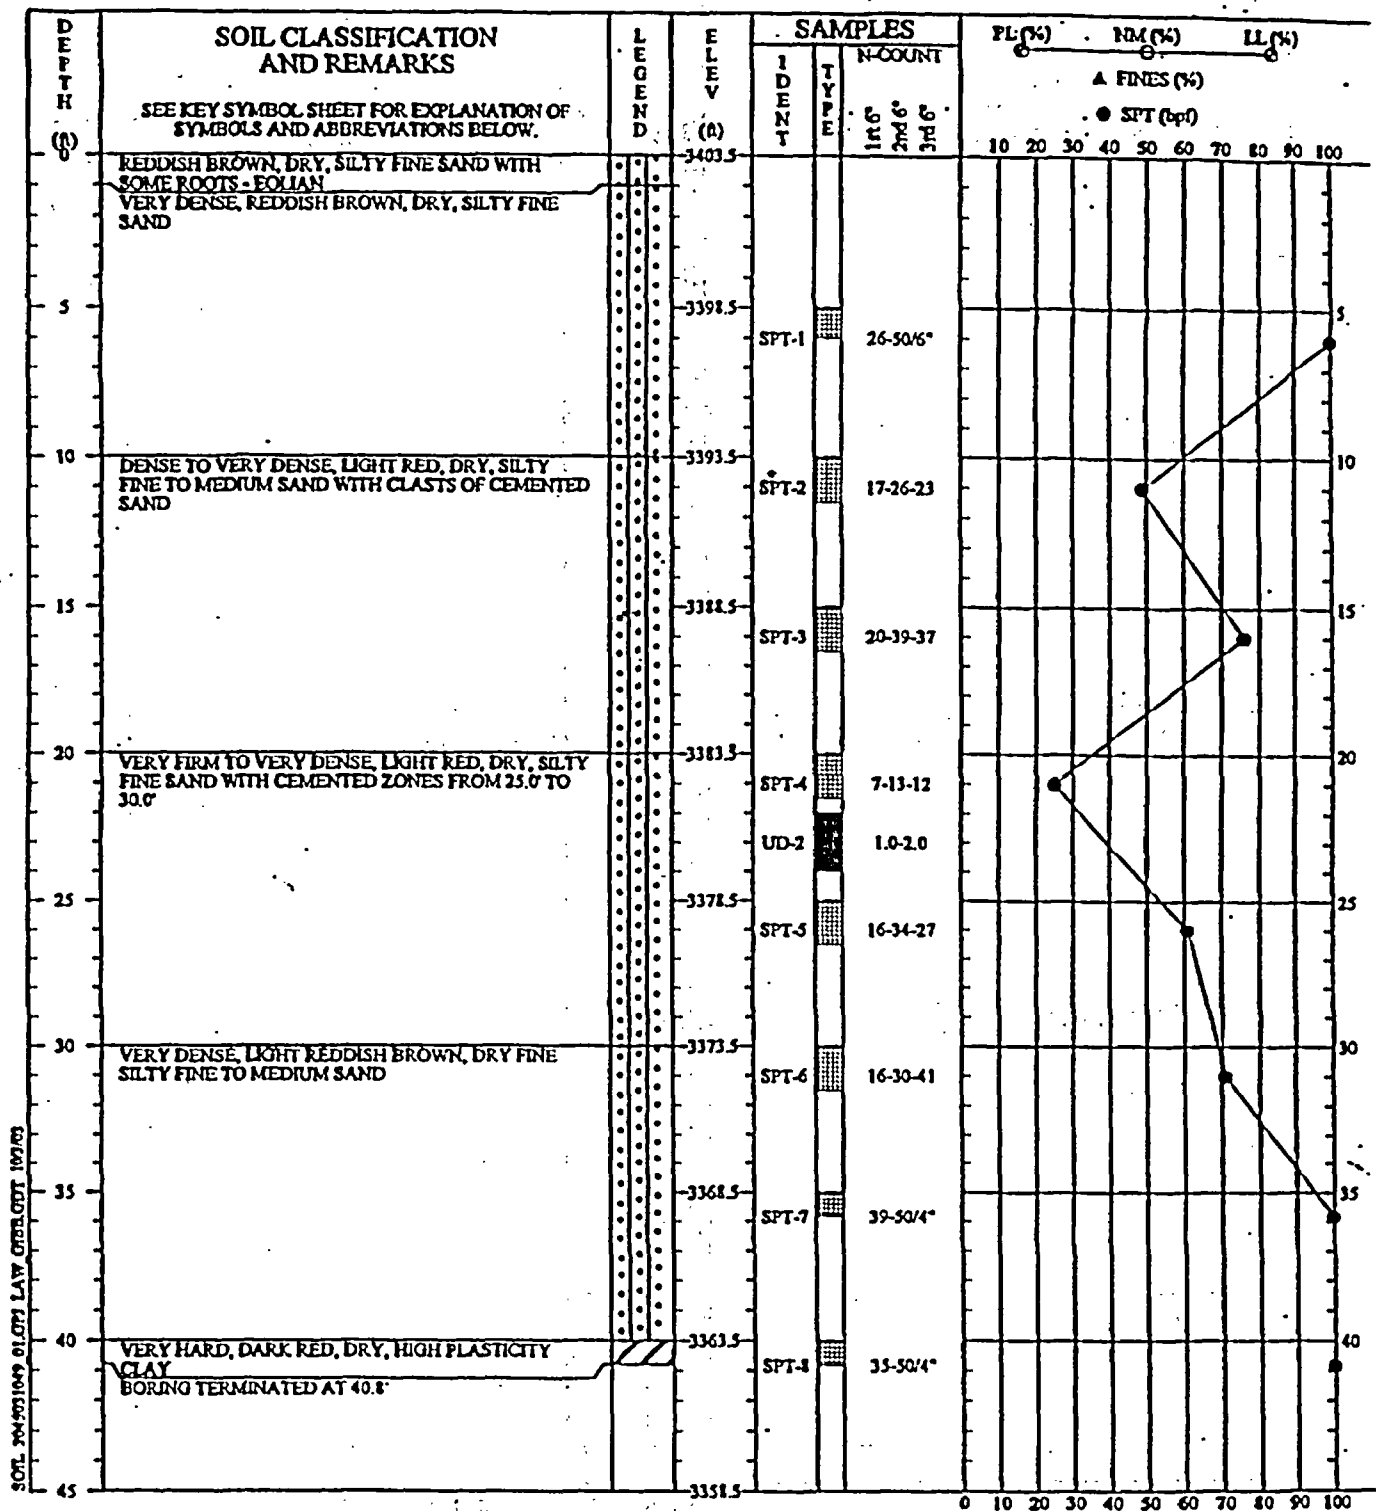 DEPTH
(ft)
SOIL CLASSIFICATION
AND REMARKS
SEE KEY SYMBOL SHEET FOR EXPLANATION OF
SYMBOLS AND ABBREVIATIONS BELOW.
LEGEND
ELEV
(ft)
SAMPLES
IDENT
TYPE
N-COUNT
1st 6"
2nd 6"
3rd 6"
PL (%) NM (%) LL (%)
▲ FINES (%)
● SPT (bpf)
10 20 30 40 50 60 70 80 90 100
0
REDDISH BROWN, DRY, SILTY FINE SAND WITH
SOME ROOTS - EOLIAN
3403.5
VERY DENSE, REDDISH BROWN, DRY, SILTY FINE
SAND
5 3398.5 5
SPT-1 26-50/6"
10 3393.5 10
DENSE TO VERY DENSE, LIGHT RED, DRY, SILTY
FINE TO MEDIUM SAND WITH CLASTS OF CEMENTED
SAND
SPT-2 17-26-23
15 3388.5 15
SPT-3 20-39-37
20 3383.5 20
VERY FIRM TO VERY DENSE, LIGHT RED, DRY, SILTY
FINE SAND WITH CEMENTED ZONES FROM 25.0' TO
30.0'
SPT-4 7-13-12
UD-2 1.0-2.0
25 3378.5 25
SPT-5 16-34-27
30 3373.5 30
VERY DENSE, LIGHT REDDISH BROWN, DRY FINE
SILTY FINE TO MEDIUM SAND
SPT-6 16-30-41
35 3368.5 35
SPT-7 39-50/4"
40 3363.5 40
VERY HARD, DARK RED, DRY, HIGH PLASTICITY
CLAY
SPT-8 35-50/4"
BORING TERMINATED AT 40.8'
45 3358.5
0 10 20 30 40 50 60 70 80 90 100
SOIL LAW 10/3/03